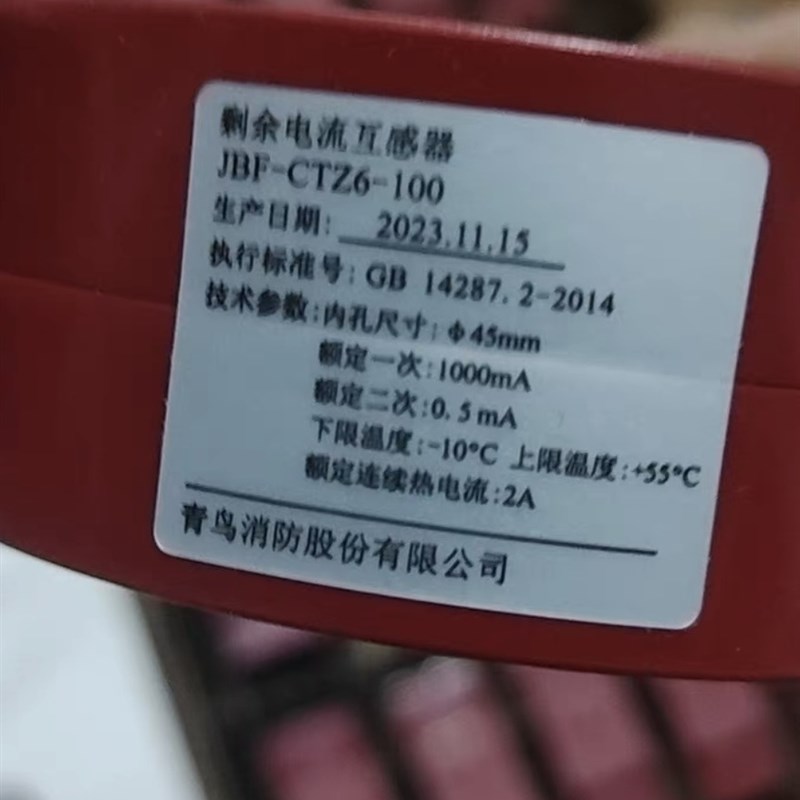 剩余电流互感器
JBF-CTZ6-100
生产日期: 2023.11.15
执行标准号: GB 14287.2-2014
技术参数:内孔尺寸: φ45mm
额定一次:1000mA
额定二次:0.5mA
下限温度:-10°C 上限温度:+55°C
额定连续热电流:2A
青鸟消防股份有限公司